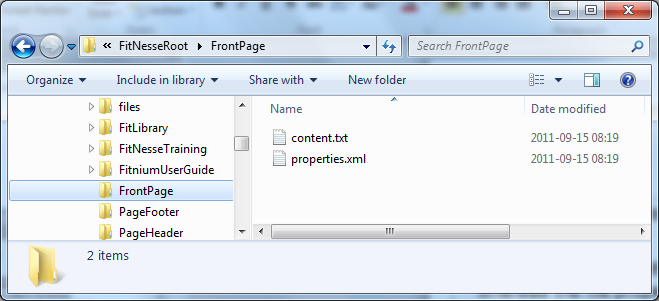 « FitNesseRoot FrontPage Search FrontPage
Organize Include in library Share with New folder
files
FitLibrary
FitNesseTraining
FitniumUserGuide
FrontPage
PageFooter
PageHeader
Name Date modified
content.txt 2011-09-15 08:19
properties.xml 2011-09-15 08:19
2 items